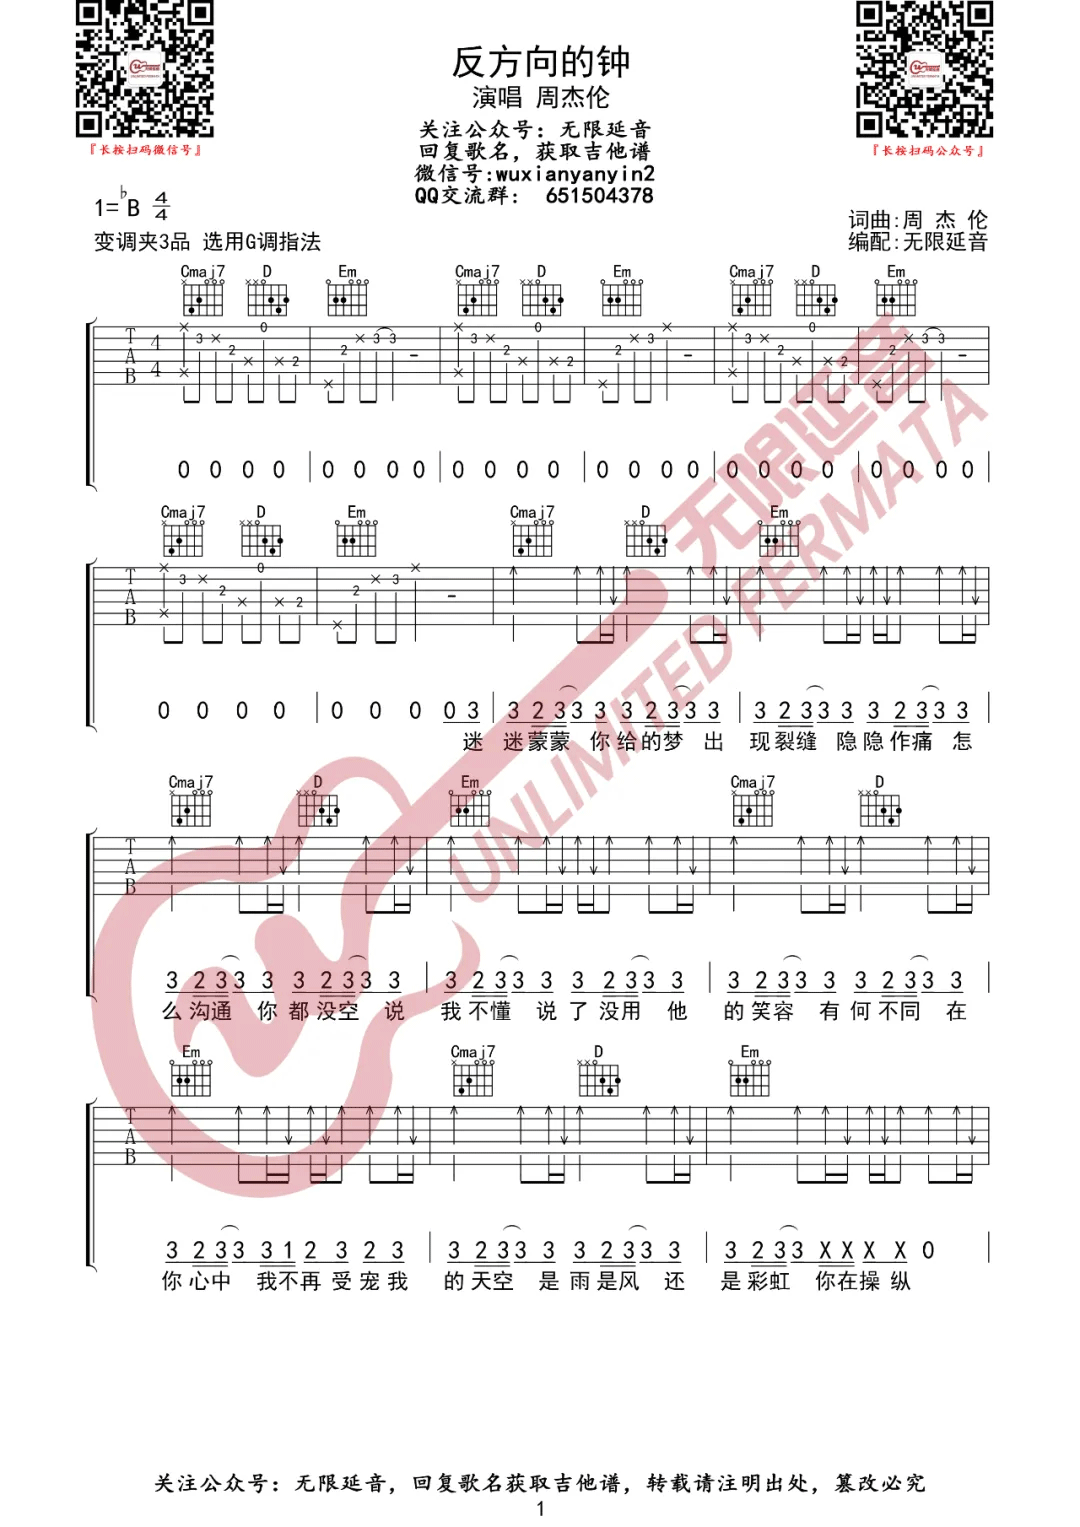 反方向的钟
演唱 周杰伦
关注公众号：无限延音
回复歌名，获取吉他谱
微信号:wuxianyanyin2
QQ交流群： 651504378
『长按扫码微信号』
『长按扫码公众号』
1=♭B 4/4
变调夹3品 选用G调指法
词曲:周 杰 伦
编配:无限延音
Cmaj7 D Em Cmaj7 D Em Cmaj7 D Em
T A B 4/4
0 0 0 0 | 0 0 0 0 | 0 0 0 0 | 0 0 0 0 | 0 0 0 0 | 0 0 0 0
Cmaj7 D Em Cmaj7 D Em
T A B
0 0 0 0 | 0 0 0 0 3 | 3 2 3 3 3 3 2 3 3 3 | 3 2 3 3 3 3 2 3 3 3
迷 迷蒙蒙 你给的梦 出 现裂缝 隐隐作痛 怎
Cmaj7 D Em Cmaj7 D
T A B
3 2 3 3 3 3 2 3 3 3 | 3 2 3 3 3 3 2 3 3 3 | 3 2 3 3 3 3 2 3 3 3
么沟通 你都没空 说 我不懂 说了没用 他 的笑容 有何不同 在
Em Cmaj7 D Em
T A B
3 2 3 3 3 1 2 3 2 3 | 3 2 3 3 3 3 2 3 3 3 | 3 2 3 3 X X X X 0
你心中 我不再受宠我 的天空 是雨是风 还 是彩虹 你在操纵
无限延音
UNLIMITED FERMATA
关注公众号：无限延音，回复歌名获取吉他谱，转载请注明出处，篡改必究
1